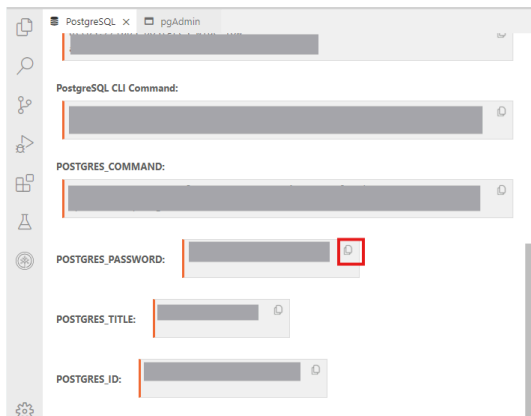 PostgreSQL × pgAdmin
PostgreSQL CLI Command:
POSTGRES_COMMAND:
POSTGRES_PASSWORD:
POSTGRES_TITLE:
POSTGRES_ID: